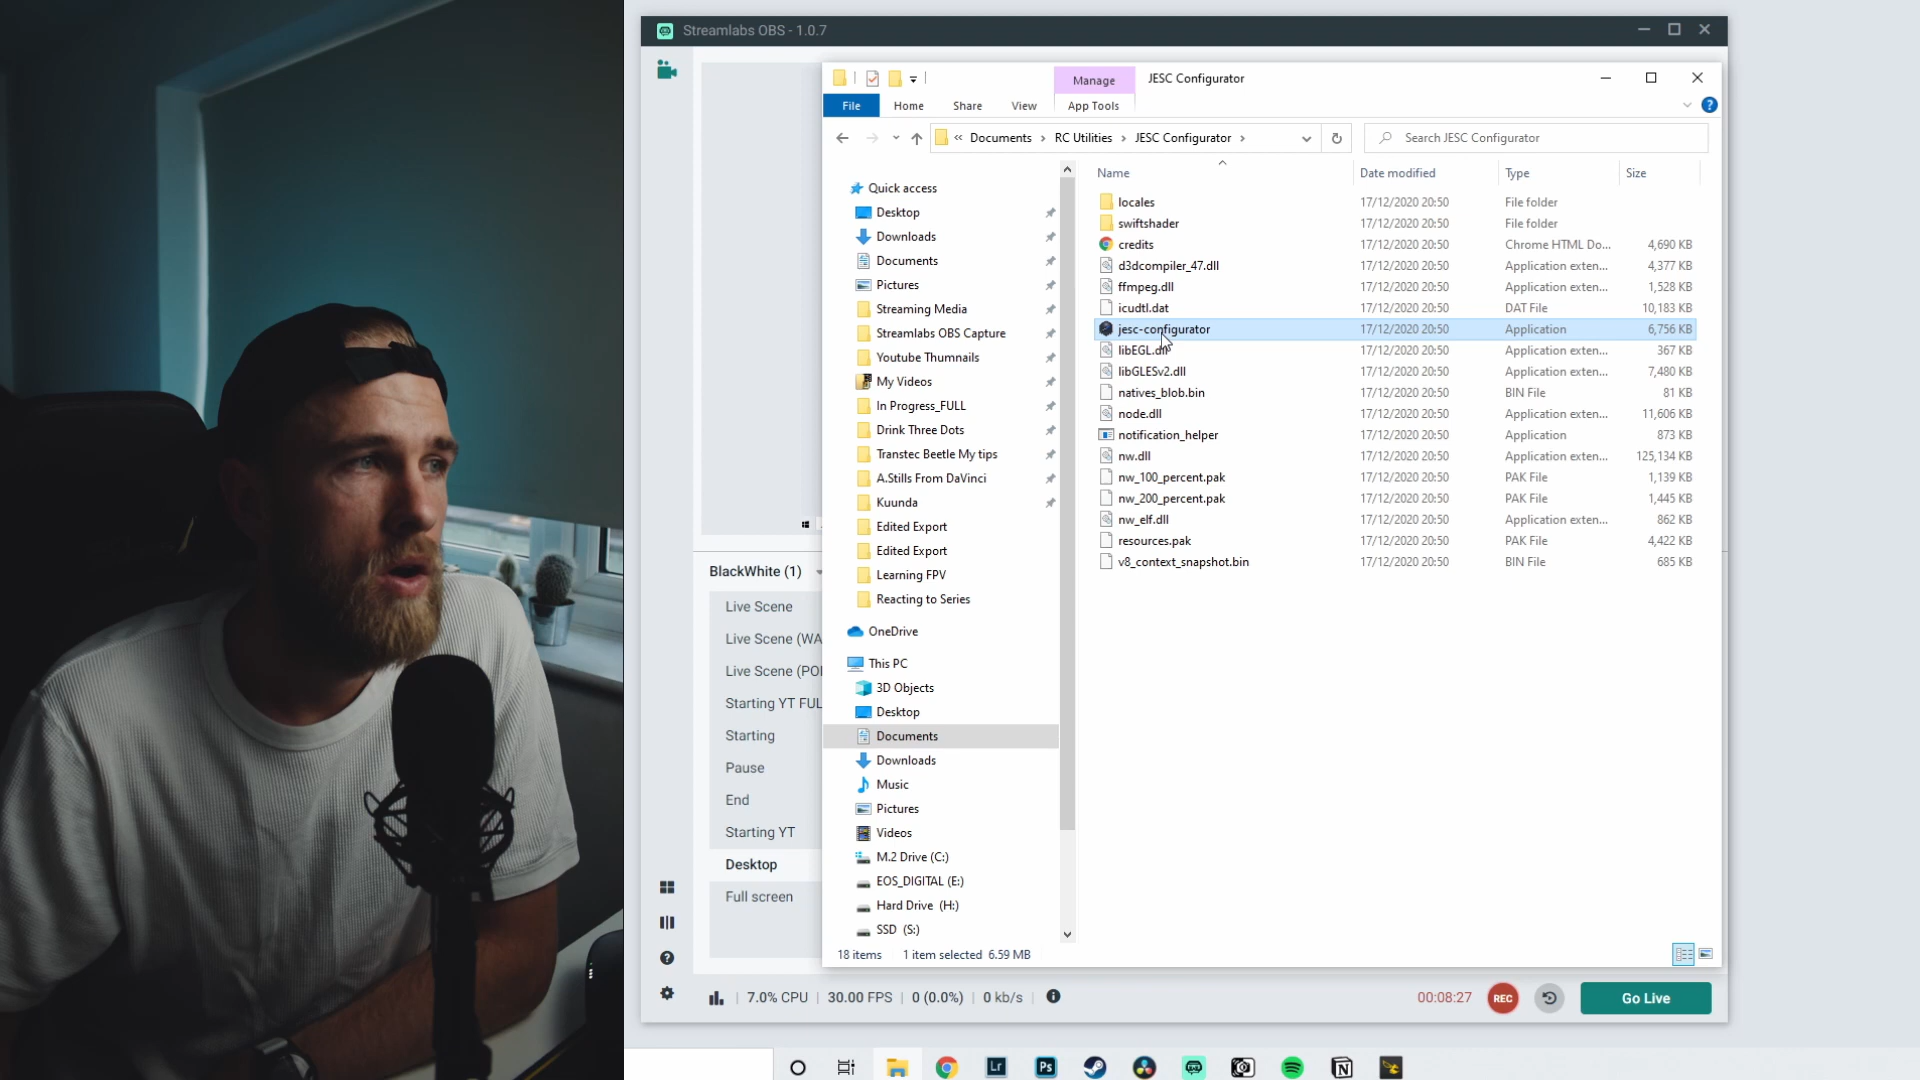 Streamlabs OBS - 1.0.7
Manage
JESC Configurator
File
Home
Share
View
App Tools
« Documents > RC Utilities > JESC Configurator >
Search JESC Configurator
Name
Date modified
Type
Size
Quick access
Desktop
Downloads
Documents
Pictures
Streaming Media
Streamlabs OBS Capture
Youtube Thumnails
My Videos
In Progress_FULL
Drink Three Dots
Transtec Beetle My tips
A.Stills From DaVinci
Kuunda
Edited Export
Edited Export
Learning FPV
Reacting to Series
OneDrive
This PC
3D Objects
Desktop
Documents
Downloads
Music
Pictures
Videos
M.2 Drive (C:)
EOS_DIGITAL (E:)
Hard Drive (H:)
SSD (S:)
locales 17/12/2020 20:50 File folder
swiftshader 17/12/2020 20:50 File folder
credits 17/12/2020 20:50 Chrome HTML Do... 4,690 KB
d3dcompiler_47.dll 17/12/2020 20:50 Application exten... 4,377 KB
ffmpeg.dll 17/12/2020 20:50 Application exten... 1,528 KB
icudtl.dat 17/12/2020 20:50 DAT File 10,183 KB
jesc-configurator 17/12/2020 20:50 Application 6,756 KB
libEGL.dll 17/12/2020 20:50 Application exten... 367 KB
libGLESv2.dll 17/12/2020 20:50 Application exten... 7,480 KB
natives_blob.bin 17/12/2020 20:50 BIN File 81 KB
node.dll 17/12/2020 20:50 Application exten... 11,606 KB
notification_helper 17/12/2020 20:50 Application 873 KB
nw.dll 17/12/2020 20:50 Application exten... 125,134 KB
nw_100_percent.pak 17/12/2020 20:50 PAK File 1,139 KB
nw_200_percent.pak 17/12/2020 20:50 PAK File 1,445 KB
nw_elf.dll 17/12/2020 20:50 Application exten... 862 KB
resources.pak 17/12/2020 20:50 PAK File 4,422 KB
v8_context_snapshot.bin 17/12/2020 20:50 BIN File 685 KB
18 items
1 item selected 6.59 MB
BlackWhite (1)
Live Scene
Live Scene (WA
Live Scene (POI
Starting YT FUL
Starting
Pause
End
Starting YT
Desktop
Full screen
7.0% CPU
30.00 FPS
0 (0.0%)
0 kb/s
00:08:27
REC
Go Live
Lr
Ps
N